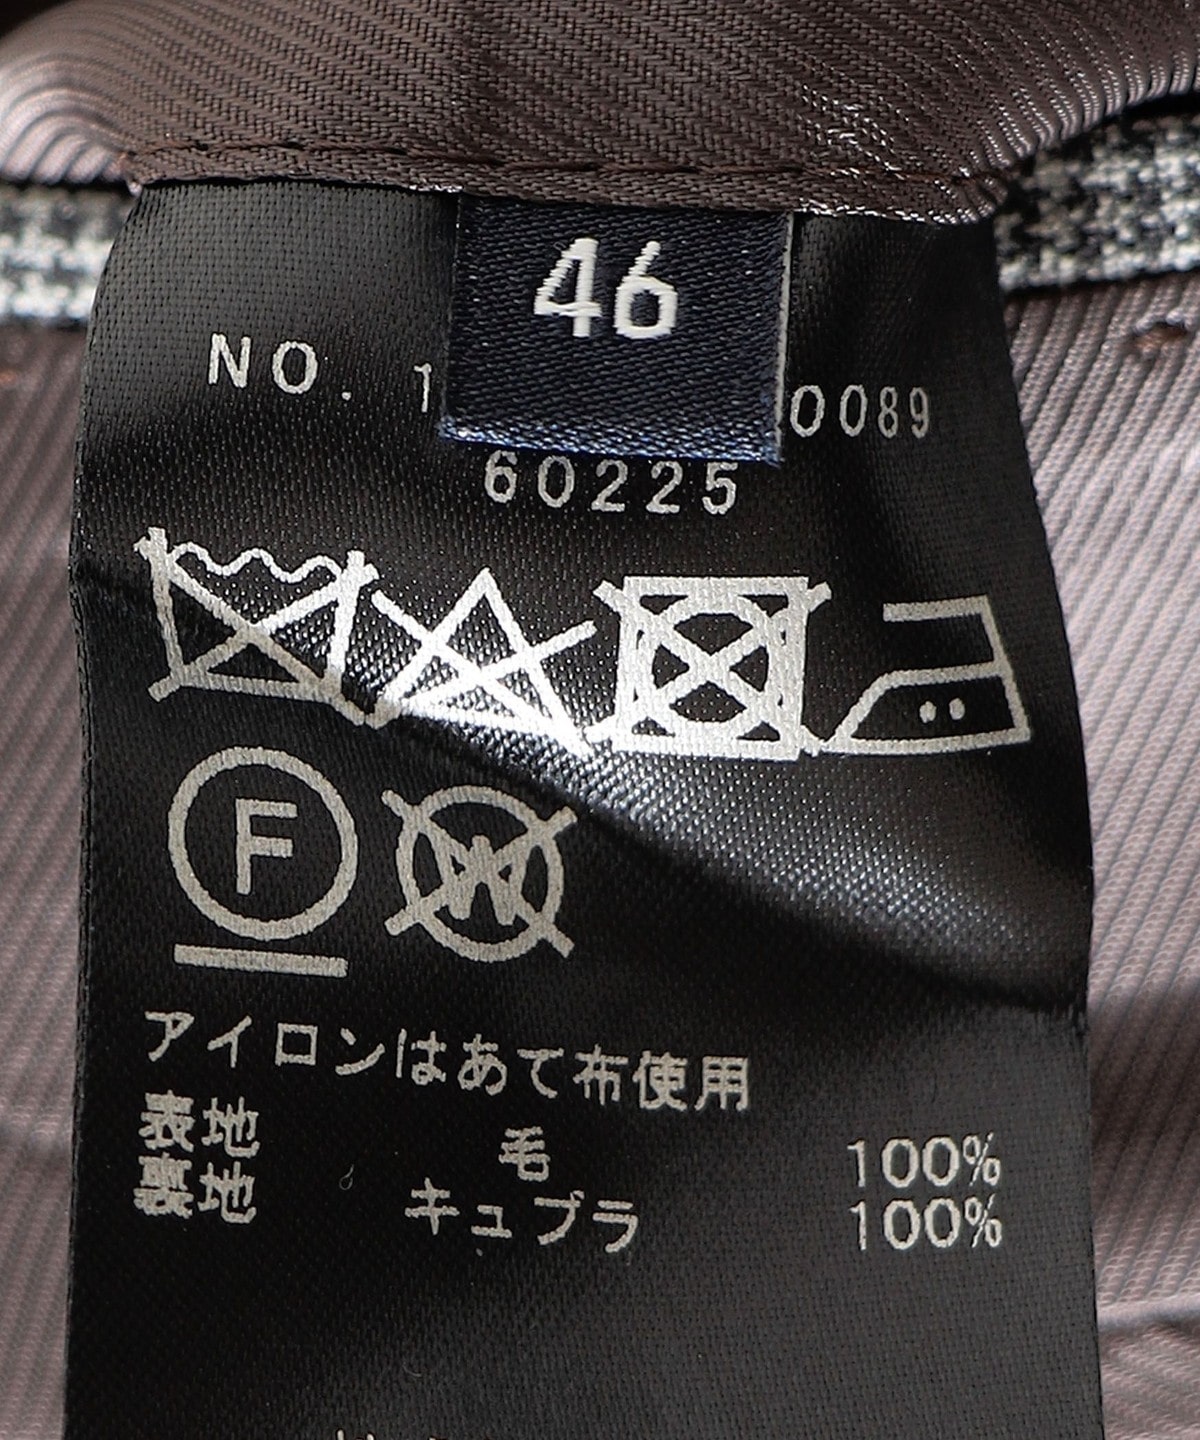 46
NO. 1 0089
60225
F
W
アイロンはあて布使用
表地 毛 100%
裏地 キュプラ 100%